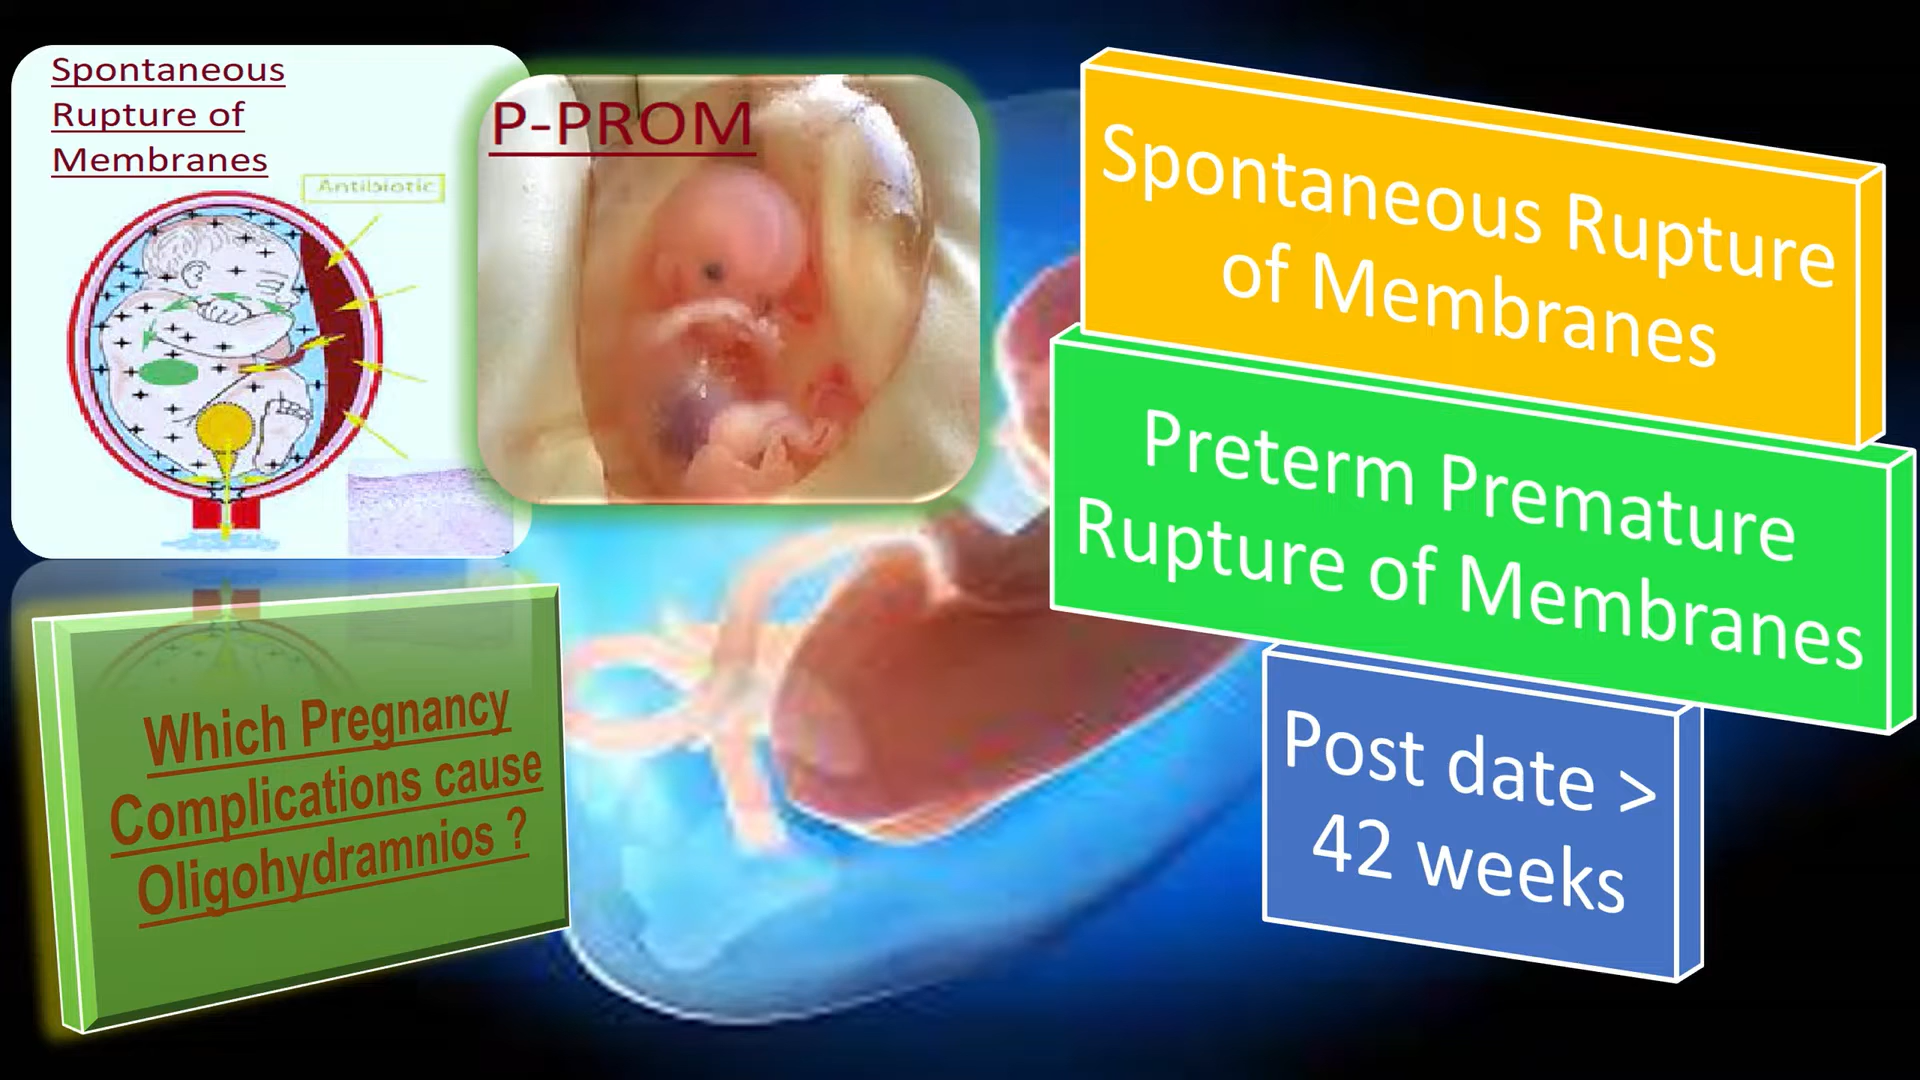 Spontaneous
Rupture of
Membranes
Antibiotic
P-PROM
Spontaneous Rupture
of Membranes
Preterm Premature
Rupture of Membranes
Post date >
42 weeks
Which Pregnancy
Complications cause
Oligohydramnios ?